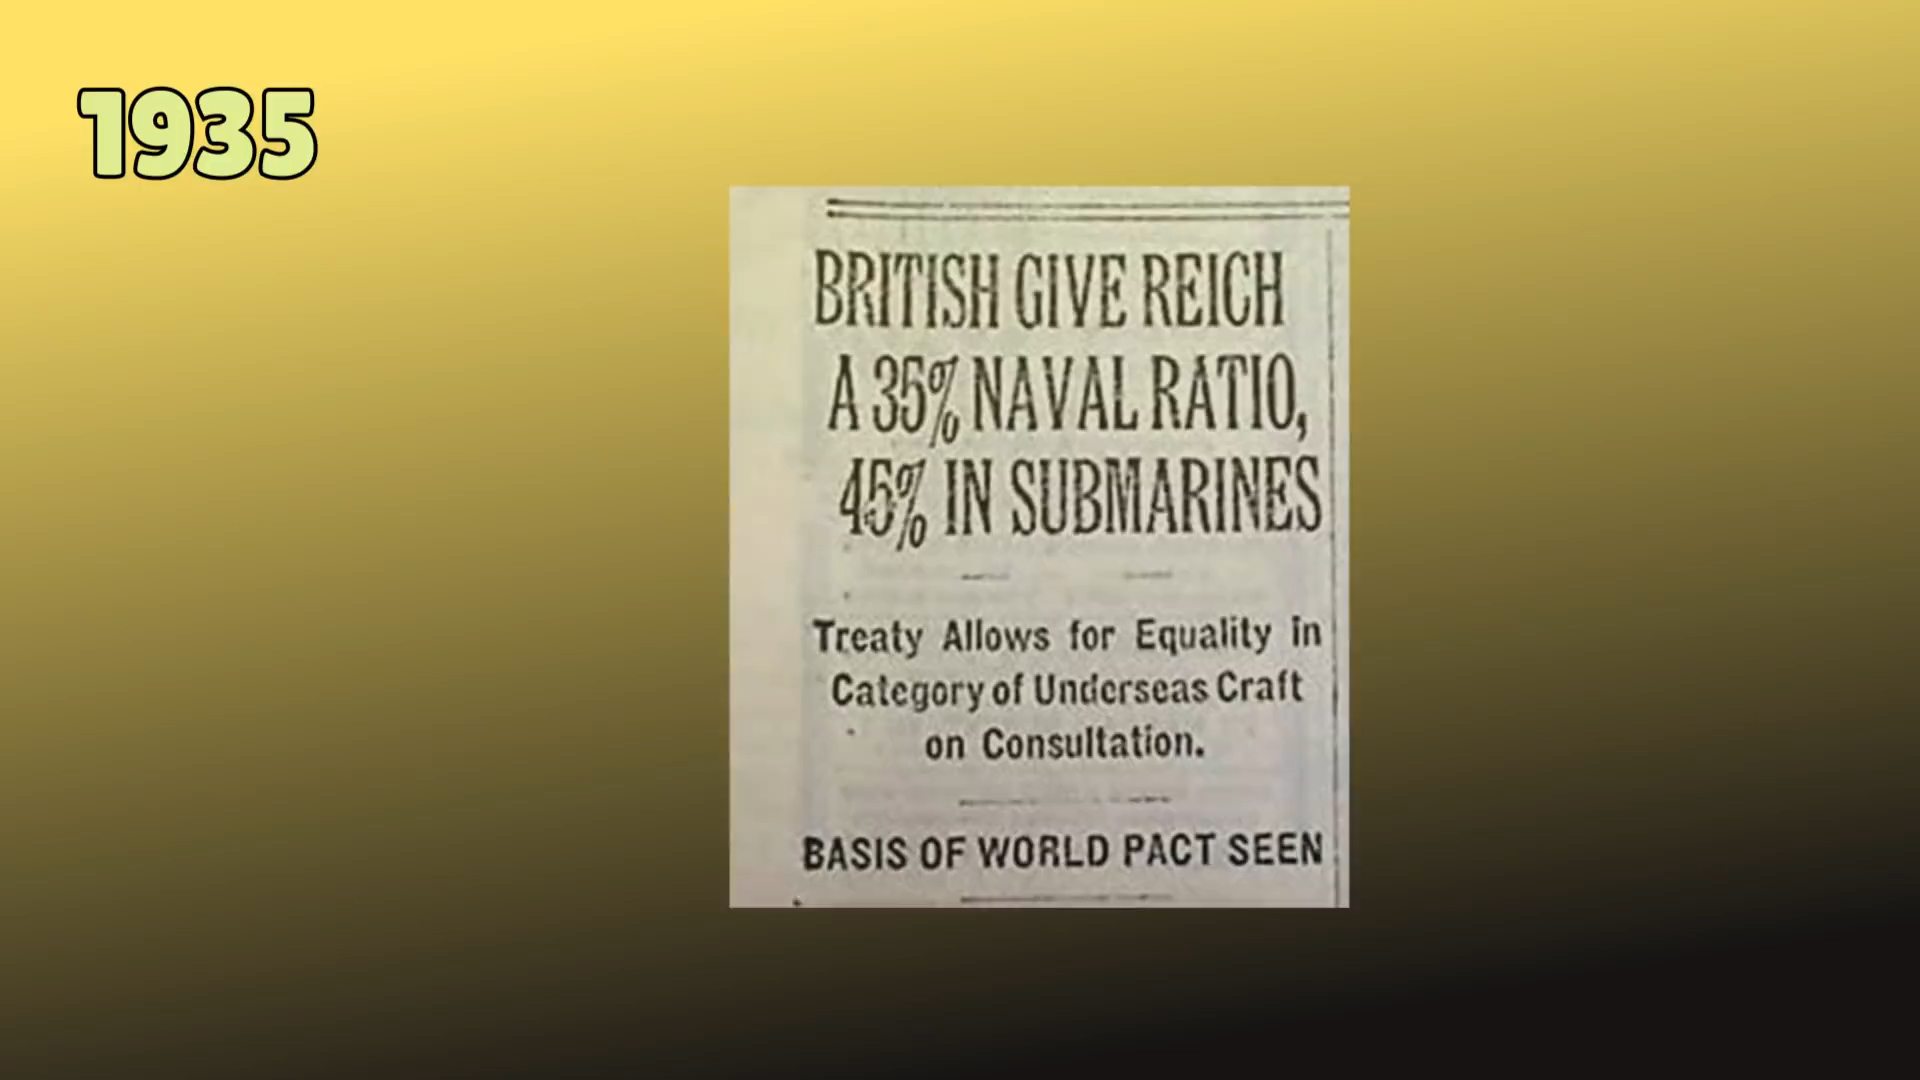 1935
BRITISH GIVE REICH
A 35% NAVAL RATIO,
45% IN SUBMARINES
Treaty Allows for Equality in
Category of Underseas Craft
on Consultation.
BASIS OF WORLD PACT SEEN